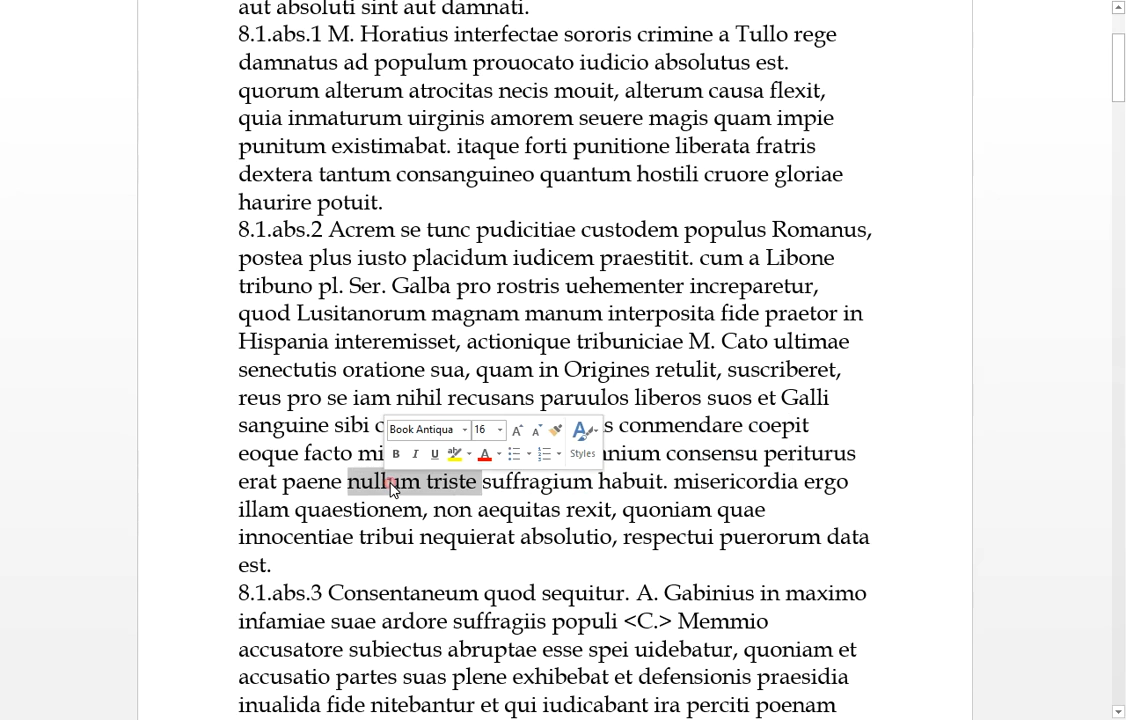 aut absoluti sint aut damnati.
8.1.abs.1 M. Horatius interfectae sororis crimine a Tullo rege
damnatus ad populum prouocato iudicio absolutus est.
quorum alterum atrocitas necis mouit, alterum causa flexit,
quia inmaturum uirginis amorem seuere magis quam impie
punitum existimabat. itaque forti punitione liberata fratris
dextera tantum consanguineo quantum hostili cruore gloriae
haurire potuit.
8.1.abs.2 Acrem se tunc pudicitiae custodem populus Romanus,
postea plus iusto placidum iudicem praestitit. cum a Libone
tribuno pl. Ser. Galba pro rostris uehementer increparetur,
quod Lusitanorum magnam manum interposita fide praetor in
Hispania interemisset, actionique tribuniciae M. Cato ultimae
senectutis oratione sua, quam in Origines retulit, suscriberet,
reus pro se iam nihil recusans paruulos liberos suos et Galli
sanguine sibi conmendare coepit
Book Antiqua 16
B I U Styles
eoque facto consensu periturus
erat paene nullum triste suffragium habuit. misericordia ergo
illam quaestionem, non aequitas rexit, quoniam quae
innocentiae tribui nequierat absolutio, respectui puerorum data
est.
8.1.abs.3 Consentaneum quod sequitur. A. Gabinius in maximo
infamiae suae ardore suffragiis populi <C.> Memmio
accusatore subiectus abruptae esse spei uidebatur, quoniam et
accusatio partes suas plene exhibebat et defensionis praesidia
inualida fide nitebantur et qui iudicabant ira perciti poenam